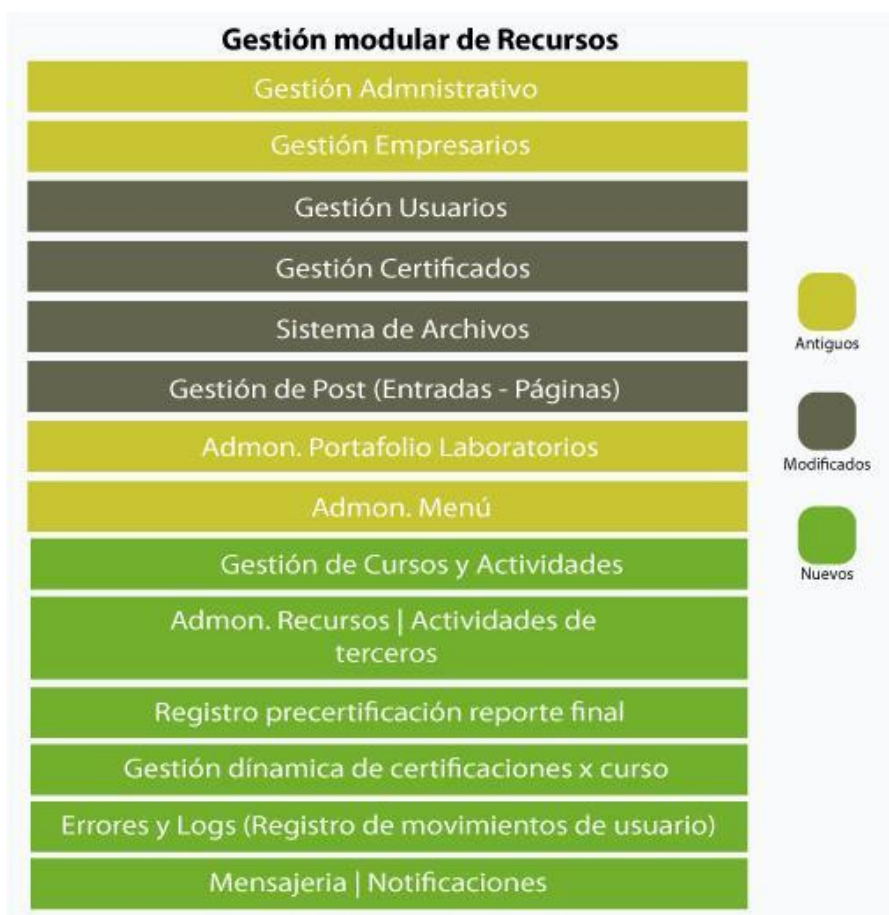 Gestión modular de Recursos
Gestión Admnistrativo
Gestión Empresarios
Gestión Usuarios
Gestión Certificados
Sistema de Archivos
Gestión de Post (Entradas - Páginas)
Admon. Portafolio Laboratorios
Admon. Menú
Gestión de Cursos y Actividades
Admon. Recursos | Actividades de
terceros
Registro precertificación reporte final
Gestión dínamica de certificaciones x curso
Errores y Logs (Registro de movimientos de usuario)
Mensajeria | Notificaciones
Antiguos
Modificados
Nuevos